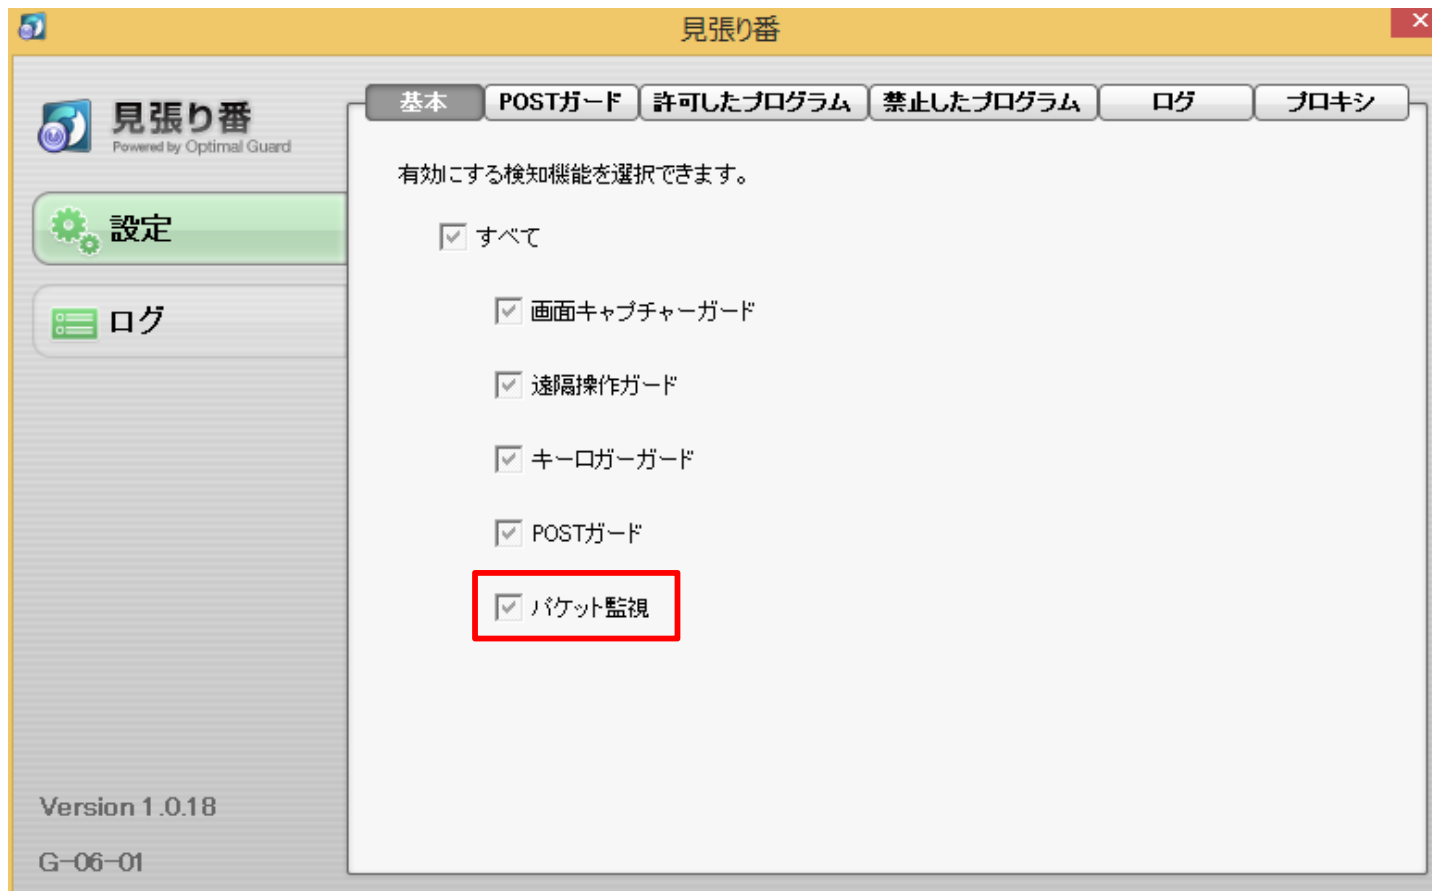 見張り番
見張り番
Powered by Optimal Guard
設定
ログ
Version 1.0.18
G-06-01
基本 POSTガード 許可したプログラム 禁止したプログラム ログ プロキシ
有効にする検知機能を選択できます。
すべて
画面キャプチャーガード
遠隔操作ガード
キーロガーガード
POSTガード
パケット監視